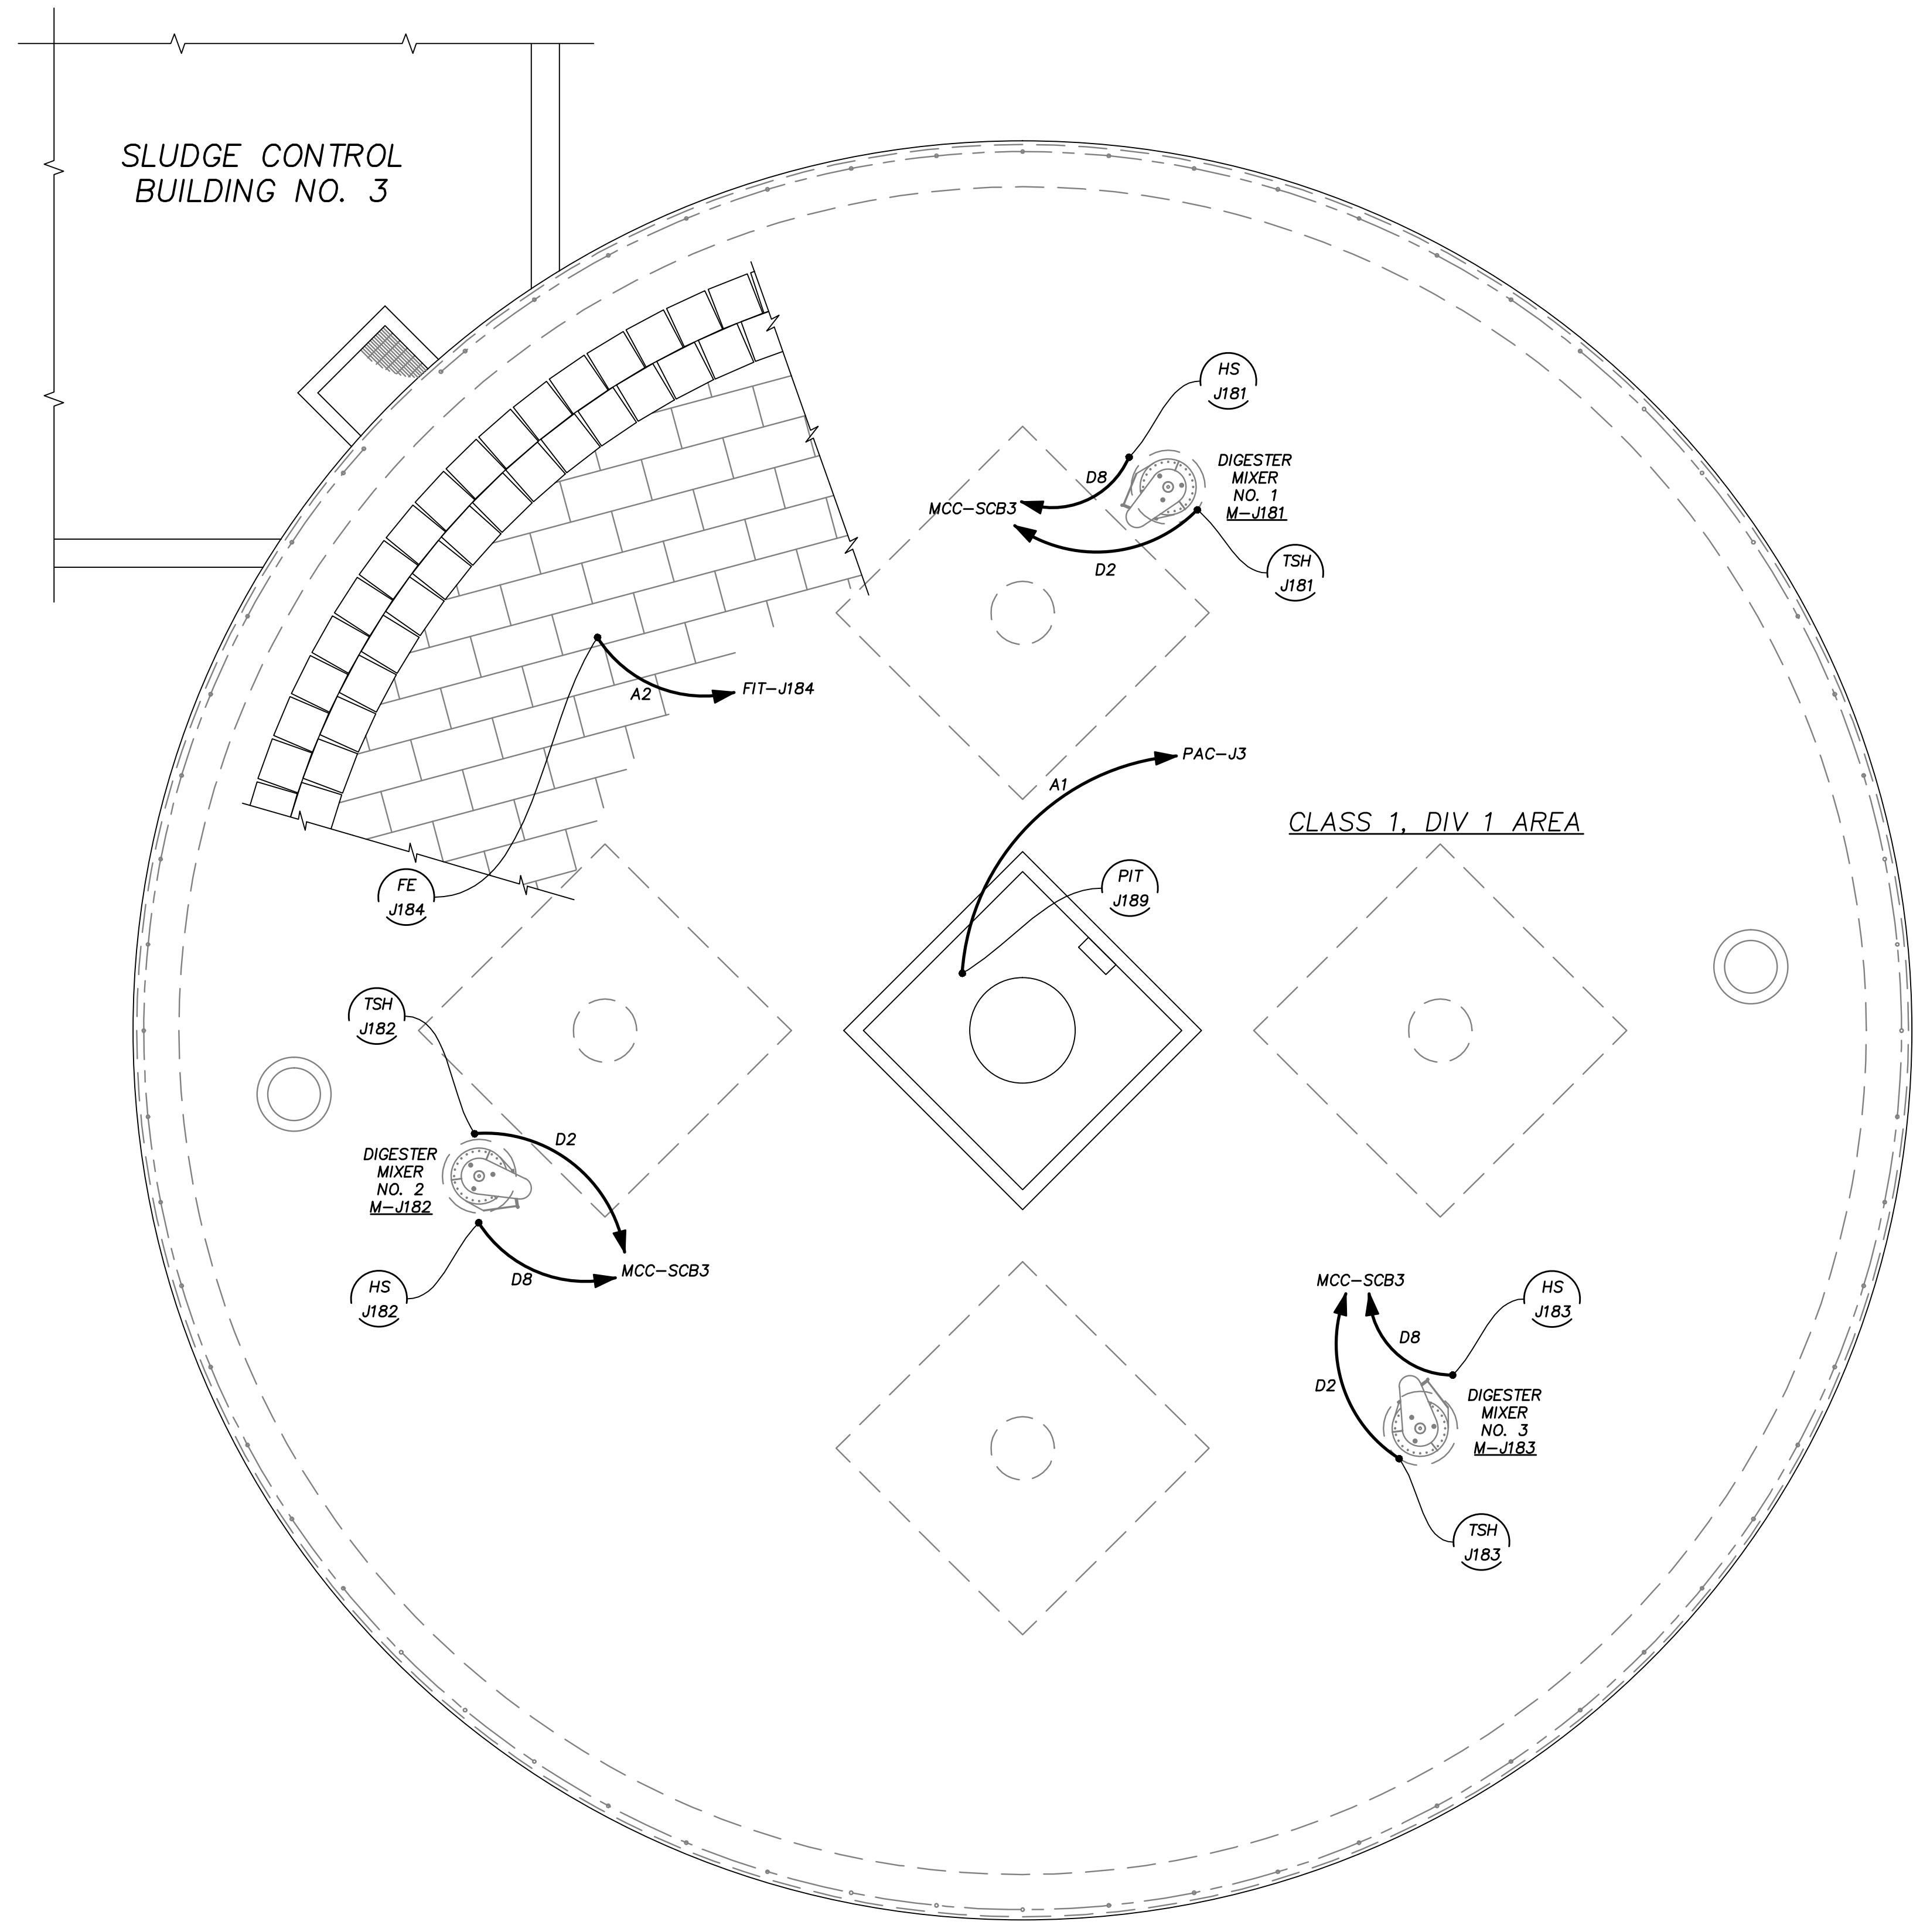 SLUDGE CONTROL
BUILDING NO. 3
HS
J181
DIGESTER
MIXER
NO. 1
M-J181
D8
MCC-SCB3
D2
TSH
J181
A2
FIT-J184
PAC-J3
A1
CLASS 1, DIV 1 AREA
FE
J184
PIT
J189
TSH
J182
D2
DIGESTER
MIXER
NO. 2
M-J182
HS
J182
D8
MCC-SCB3
MCC-SCB3
HS
J183
D8
D2
DIGESTER
MIXER
NO. 3
M-J183
TSH
J183